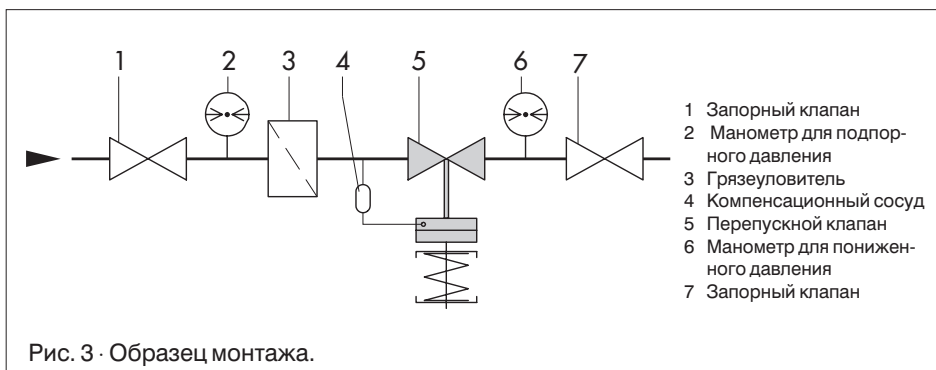 1 2 3 4 5 6 7
1 Запорный клапан
2 Манометр для подпор-
ного давления
3 Грязеуловитель
4 Компенсационный сосуд
5 Перепускной клапан
6 Манометр для понижен-
ного давления
7 Запорный клапан
Рис. 3 · Образец монтажа.